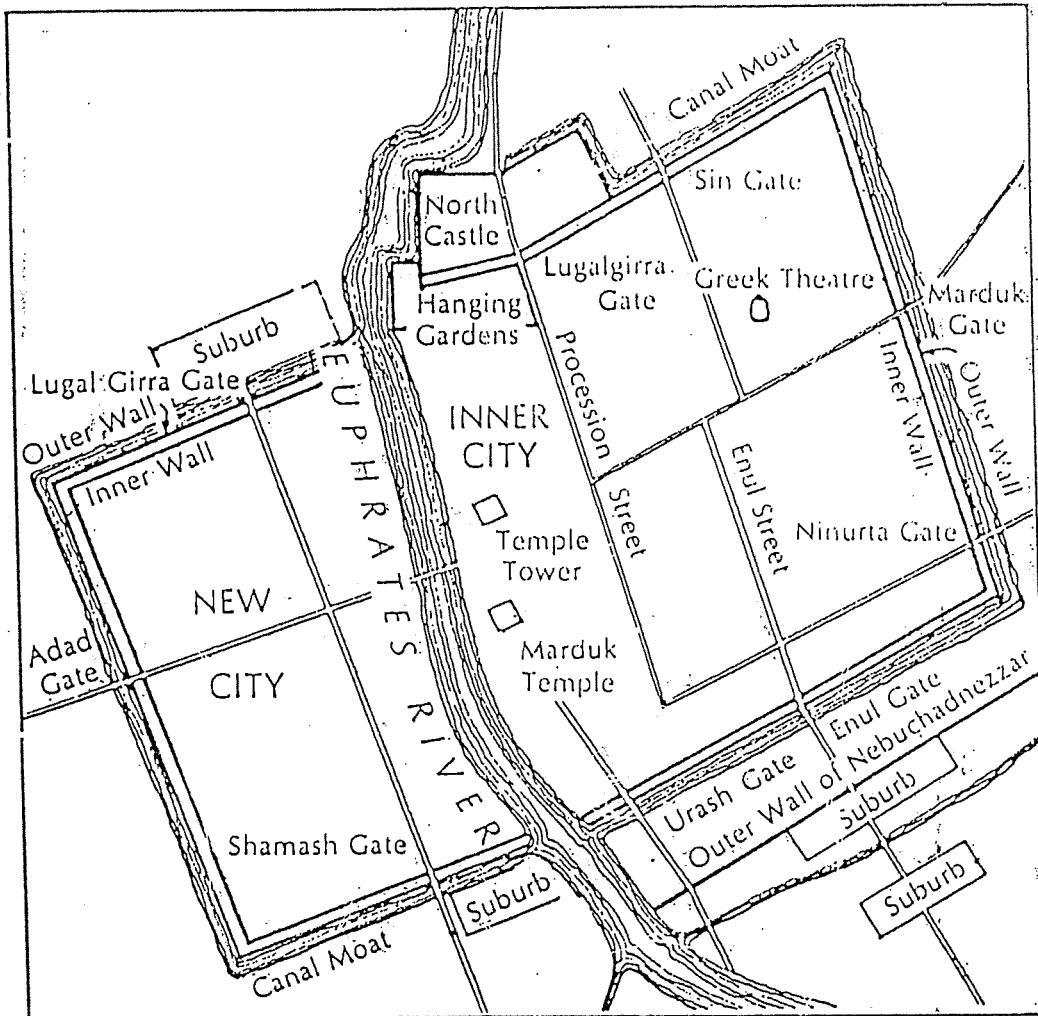 Canal Moat
North
Castle
Sin Gate
Lugalgirra
Gate
Greek Theatre
Marduk
Gate
Hanging
Gardens
Suburb
Lugal Girra Gate
Outer Wall
Inner Wall
EUPHRATES RIVER
INNER
CITY
Procession
Street
Inner Wall
Outer Wall
Enul Street
Ninurta Gate
Temple
Tower
NEW
CITY
Adad
Gate
Marduk
Temple
Enul Gate
Urash Gate
Outer Wall of Nebuchadnezzar
Suburb
Shamash Gate
Suburb
Suburb
Canal Moat